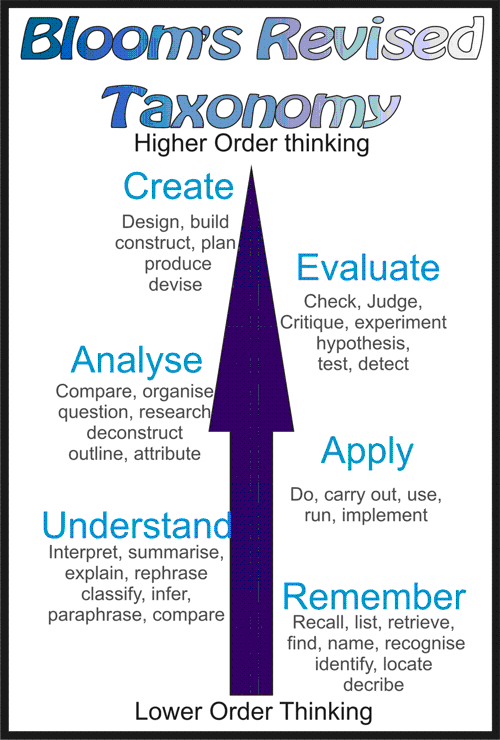 Bloom's Revised
Taxonomy
Higher Order thinking
Create
Design, build
construct, plan,
produce
devise
Evaluate
Check, Judge,
Critique, experiment
hypothesis,
test, detect
Analyse
Compare, organise
question, research
deconstruct
outline, attribute
Apply
Do, carry out, use,
run, implement
Understand
Interpret, summarise,
explain, rephrase
classify, infer,
paraphrase, compare
Remember
Recall, list, retrieve,
find, name, recognise
identify, locate
decribe
Lower Order Thinking